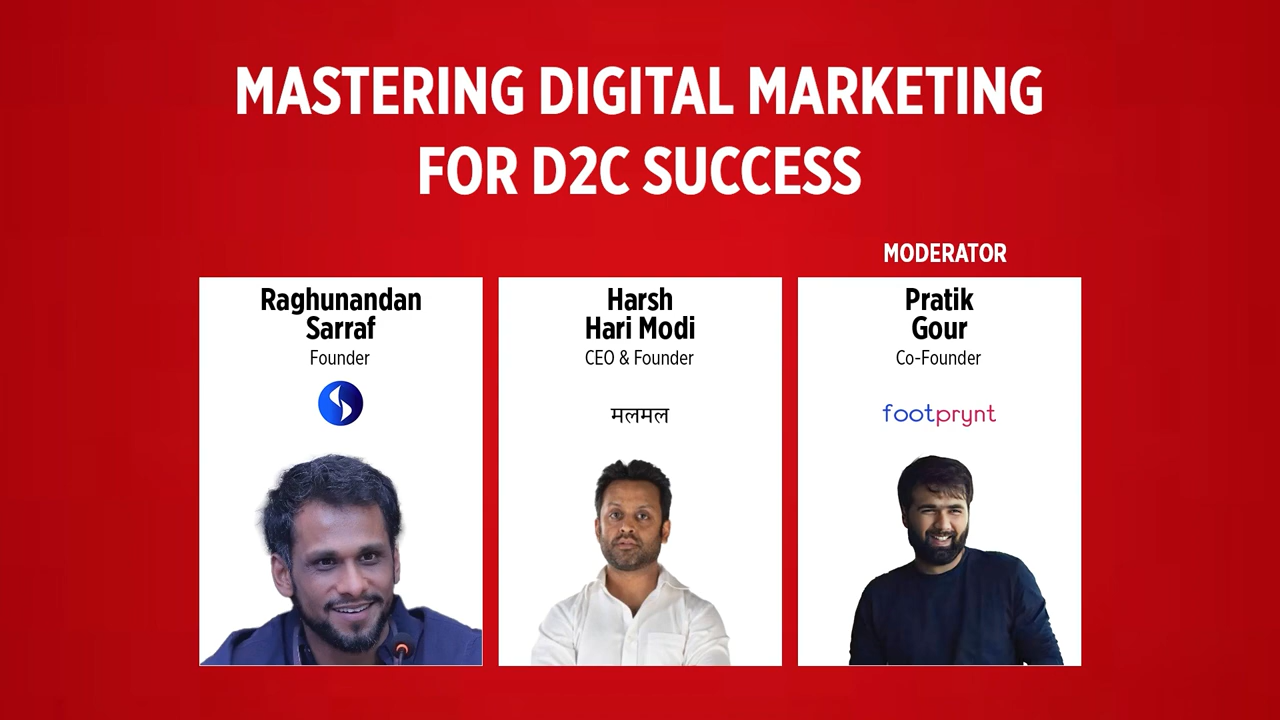 MASTERING DIGITAL MARKETING
FOR D2C SUCCESS
MODERATOR
Raghunandan
Sarraf
Founder
Harsh
Hari Modi
CEO & Founder
मलमल
Pratik
Gour
Co-Founder
footprynt